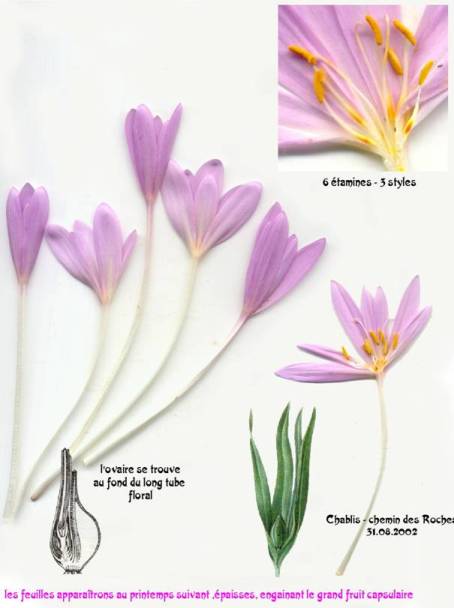 6 étamines - 3 styles
l'ovaire se trouve
au fond du long tube
floral
Chablis - chemin des Roches
31.08.2002
les feuilles apparaîtrons au printemps suivant ,épaisses, engainant le grand fruit capsulaire